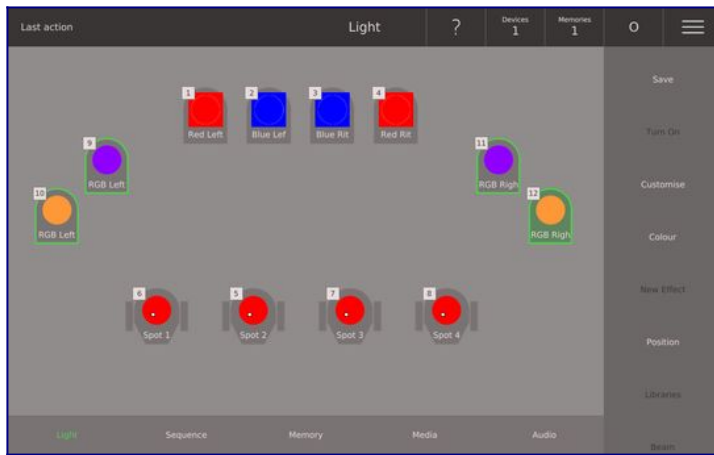 Last action
Light
?
Devices
1
Memories
1
O
1
Red Left
2
Blue Lef
3
Blue Rit
4
Red Rit
9
RGB Left
11
RGB Righ
10
RGB Left
12
RGB Righ
6
Spot 1
5
Spot 2
7
Spot 3
8
Spot 4
Save
Turn On
Customise
Colour
New Effect
Position
Libraries
Beam
Light
Sequence
Memory
Media
Audio